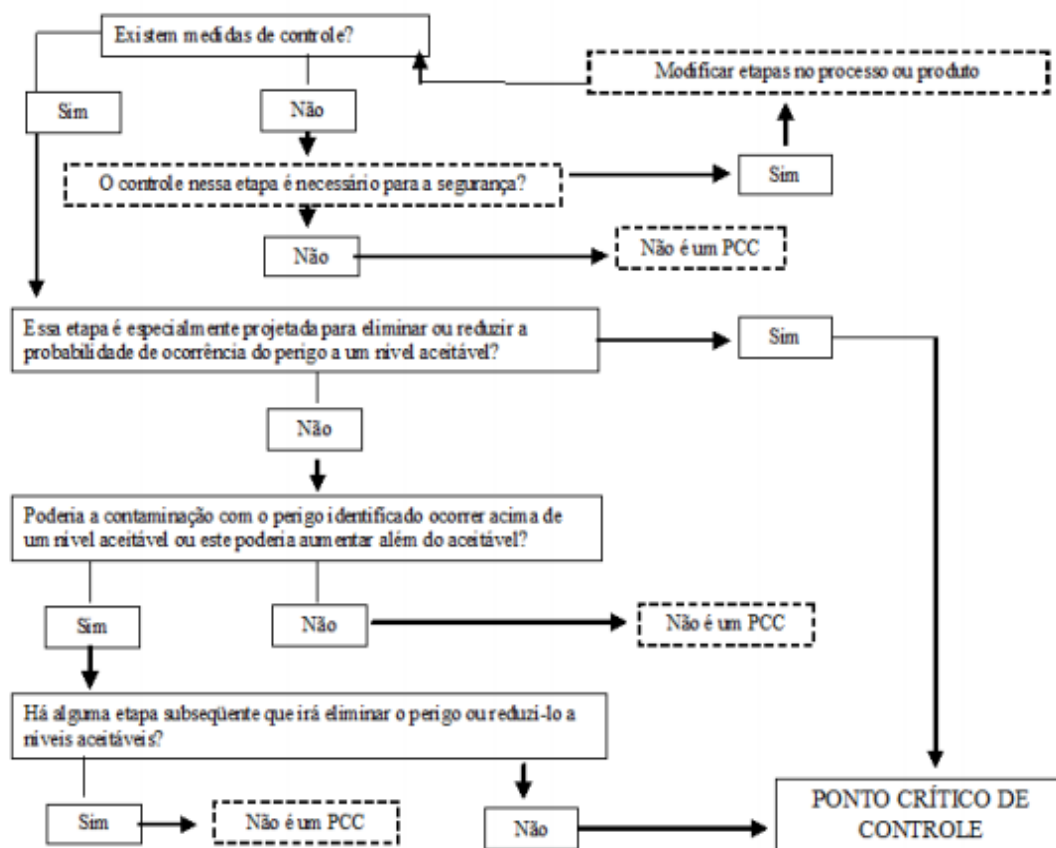 Existem medidas de controle?
Modificar etapas no processo ou produto
Sim
Não
O controle nessa etapa é necessário para a segurança?
Sim
Não
Não é um PCC
Essa etapa é especialmente projetada para eliminar ou reduzir a
probabilidade de ocorrência do perigo a um nível aceitável?
Sim
Não
Poderia a contaminação com o perigo identificado ocorrer acima de
um nível aceitável ou este poderia aumentar além do aceitável?
Sim
Não
Não é um PCC
Há alguma etapa subseqüente que irá eliminar o perigo ou reduzí-lo a
níveis aceitáveis?
Sim
Não é um PCC
Não
PONTO CRÍTICO DE
CONTROLE